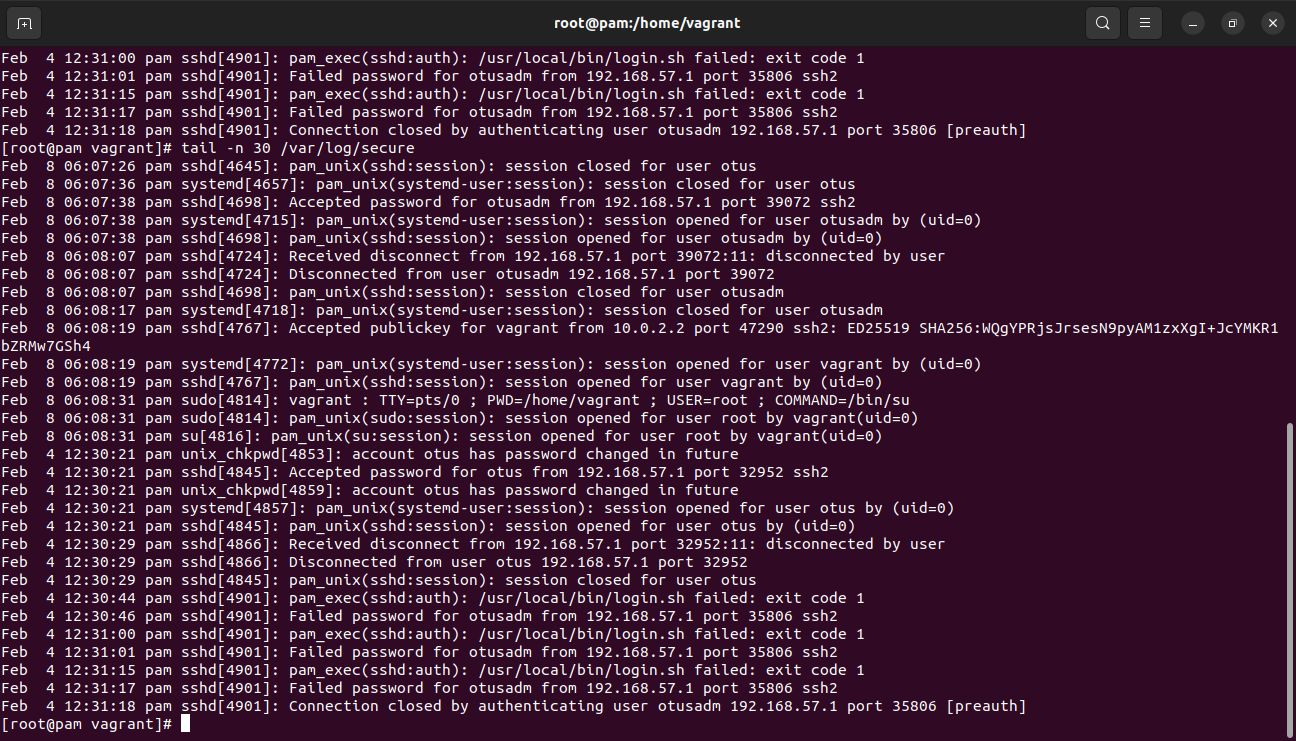 root@pam:/home/vagrant
Feb  4 12:31:00 pam sshd[4901]: pam_exec(sshd:auth): /usr/local/bin/login.sh failed: exit code 1
Feb  4 12:31:01 pam sshd[4901]: Failed password for otusadm from 192.168.57.1 port 35806 ssh2
Feb  4 12:31:15 pam sshd[4901]: pam_exec(sshd:auth): /usr/local/bin/login.sh failed: exit code 1
Feb  4 12:31:17 pam sshd[4901]: Failed password for otusadm from 192.168.57.1 port 35806 ssh2
Feb  4 12:31:18 pam sshd[4901]: Connection closed by authenticating user otusadm 192.168.57.1 port 35806 [preauth]
[root@pam vagrant]# tail -n 30 /var/log/secure
Feb  8 06:07:26 pam sshd[4645]: pam_unix(sshd:session): session closed for user otus
Feb  8 06:07:36 pam systemd[4657]: pam_unix(systemd-user:session): session closed for user otus
Feb  8 06:07:38 pam sshd[4698]: Accepted password for otusadm from 192.168.57.1 port 39072 ssh2
Feb  8 06:07:38 pam systemd[4715]: pam_unix(systemd-user:session): session opened for user otusadm by (uid=0)
Feb  8 06:07:38 pam sshd[4698]: pam_unix(sshd:session): session opened for user otusadm by (uid=0)
Feb  8 06:08:07 pam sshd[4724]: Received disconnect from 192.168.57.1 port 39072:11: disconnected by user
Feb  8 06:08:07 pam sshd[4724]: Disconnected from user otusadm 192.168.57.1 port 39072
Feb  8 06:08:07 pam sshd[4698]: pam_unix(sshd:session): session closed for user otusadm
Feb  8 06:08:17 pam systemd[4718]: pam_unix(systemd-user:session): session closed for user otusadm
Feb  8 06:08:19 pam sshd[4767]: Accepted publickey for vagrant from 10.0.2.2 port 47290 ssh2: ED25519 SHA256:WQgYPRjsJrsesN9pyAM1zxXgI+JcYMKR1
bZRMw7GSh4
Feb  8 06:08:19 pam systemd[4772]: pam_unix(systemd-user:session): session opened for user vagrant by (uid=0)
Feb  8 06:08:19 pam sshd[4767]: pam_unix(sshd:session): session opened for user vagrant by (uid=0)
Feb  8 06:08:31 pam sudo[4814]: vagrant : TTY=pts/0 ; PWD=/home/vagrant ; USER=root ; COMMAND=/bin/su
Feb  8 06:08:31 pam sudo[4814]: pam_unix(sudo:session): session opened for user root by vagrant(uid=0)
Feb  8 06:08:31 pam su[4816]: pam_unix(su:session): session opened for user root by vagrant(uid=0)
Feb  4 12:30:21 pam unix_chkpwd[4853]: account otus has password changed in future
Feb  4 12:30:21 pam sshd[4845]: Accepted password for otus from 192.168.57.1 port 32952 ssh2
Feb  4 12:30:21 pam unix_chkpwd[4859]: account otus has password changed in future
Feb  4 12:30:21 pam systemd[4857]: pam_unix(systemd-user:session): session opened for user otus by (uid=0)
Feb  4 12:30:21 pam sshd[4845]: pam_unix(sshd:session): session opened for user otus by (uid=0)
Feb  4 12:30:29 pam sshd[4866]: Received disconnect from 192.168.57.1 port 32952:11: disconnected by user
Feb  4 12:30:29 pam sshd[4866]: Disconnected from user otus 192.168.57.1 port 32952
Feb  4 12:30:29 pam sshd[4845]: pam_unix(sshd:session): session closed for user otus
Feb  4 12:30:44 pam sshd[4901]: pam_exec(sshd:auth): /usr/local/bin/login.sh failed: exit code 1
Feb  4 12:30:46 pam sshd[4901]: Failed password for otusadm from 192.168.57.1 port 35806 ssh2
Feb  4 12:31:00 pam sshd[4901]: pam_exec(sshd:auth): /usr/local/bin/login.sh failed: exit code 1
Feb  4 12:31:01 pam sshd[4901]: Failed password for otusadm from 192.168.57.1 port 35806 ssh2
Feb  4 12:31:15 pam sshd[4901]: pam_exec(sshd:auth): /usr/local/bin/login.sh failed: exit code 1
Feb  4 12:31:17 pam sshd[4901]: Failed password for otusadm from 192.168.57.1 port 35806 ssh2
Feb  4 12:31:18 pam sshd[4901]: Connection closed by authenticating user otusadm 192.168.57.1 port 35806 [preauth]
[root@pam vagrant]#